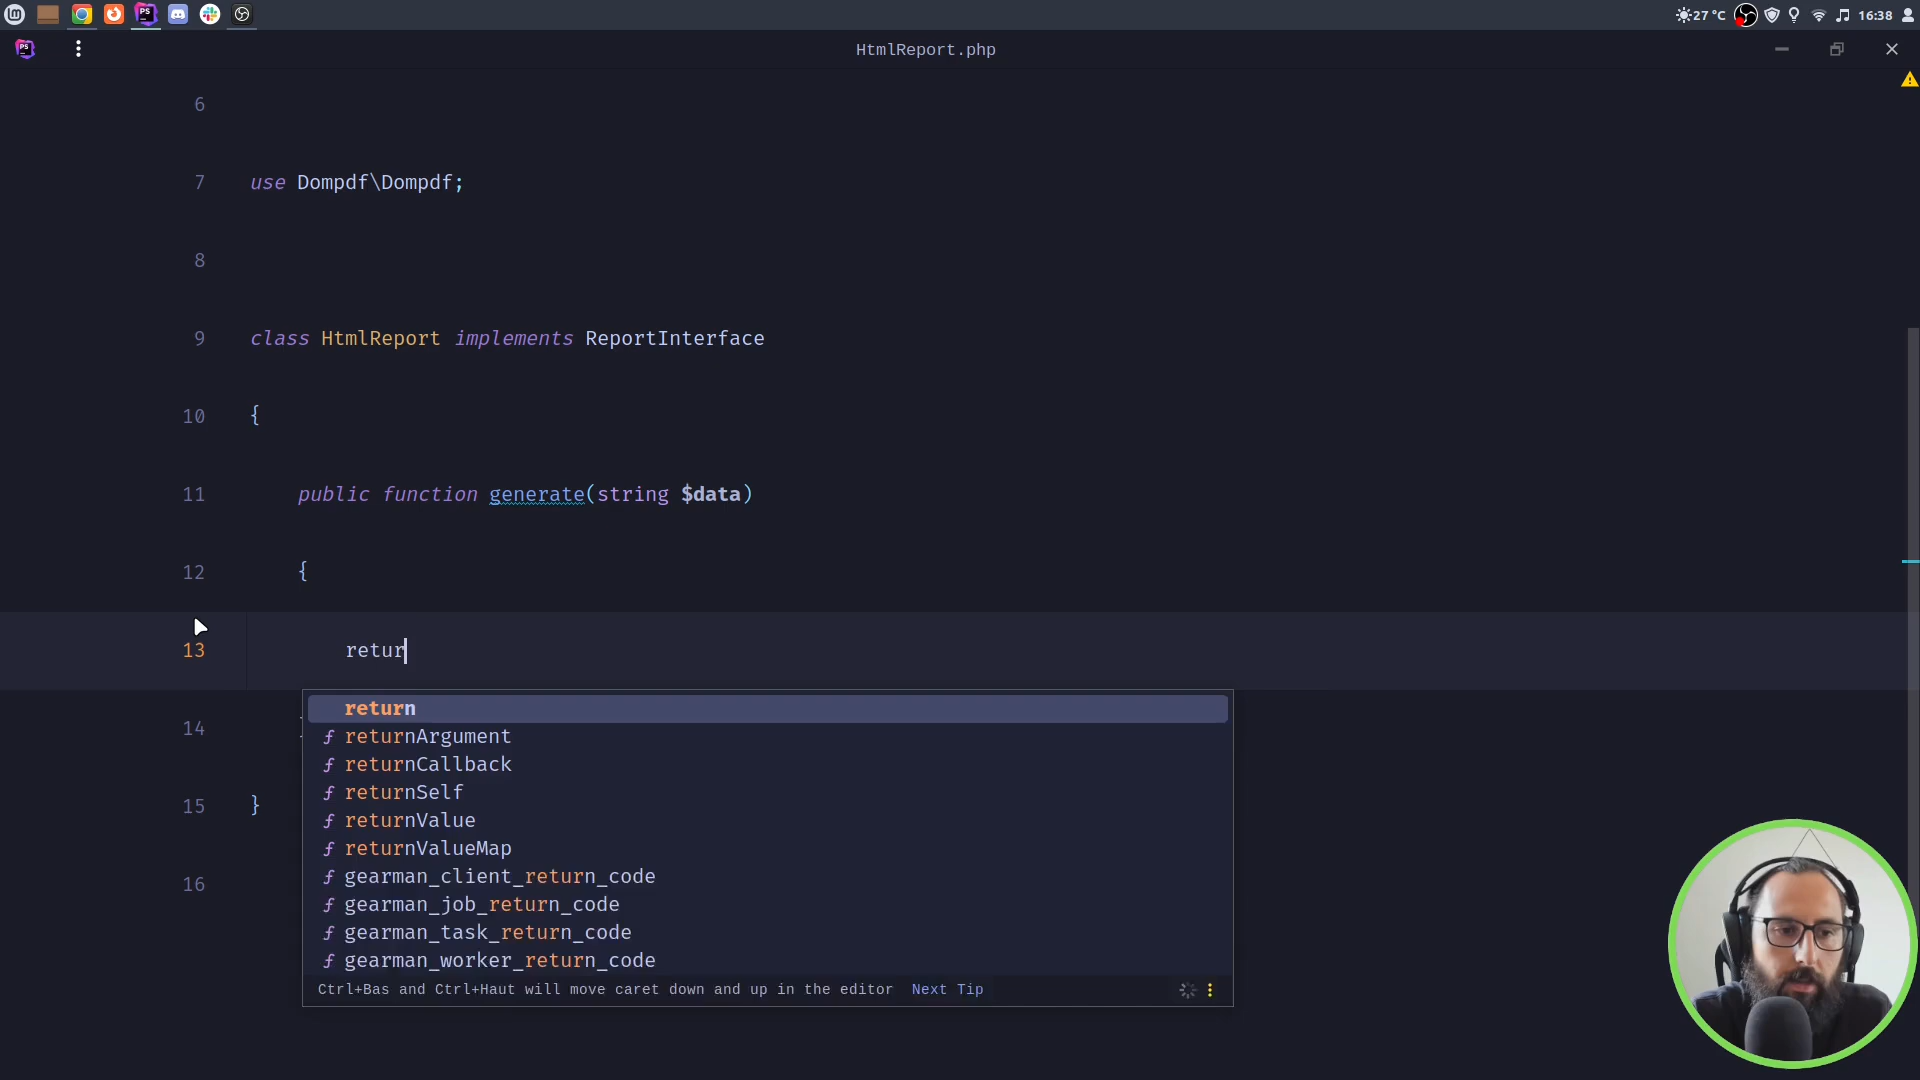 27 °C
16:38
PS
HtmlReport.php
6
7 use Dompdf\Dompdf;
8
9 class HtmlReport implements ReportInterface
10 {
11 public function generate(string $data)
12 {
13 retur
return
ƒ returnArgument
ƒ returnCallback
ƒ returnSelf
ƒ returnValue
ƒ returnValueMap
ƒ gearman_client_return_code
ƒ gearman_job_return_code
ƒ gearman_task_return_code
ƒ gearman_worker_return_code
Ctrl+Bas and Ctrl+Haut will move caret down and up in the editor Next Tip
14
15 }
16